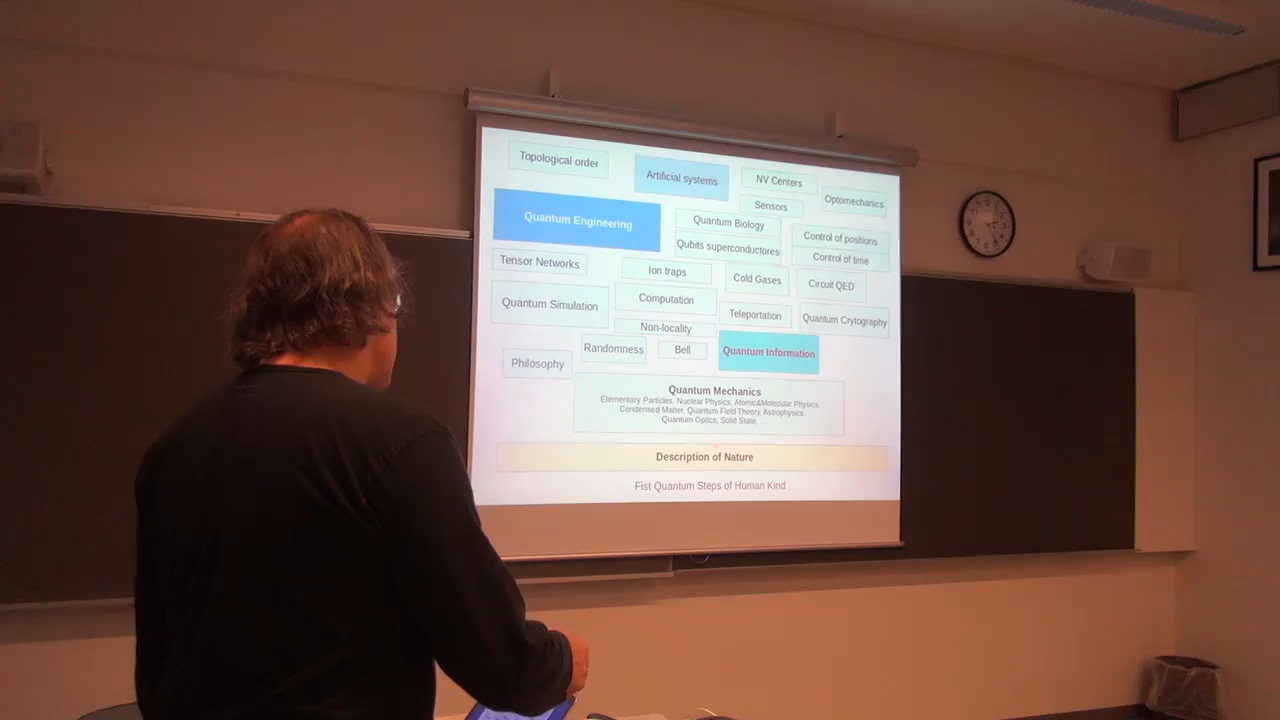 Topological order
Artificial systems
NV Centers
Optomechanics
Sensors
Quantum Engineering
Quantum Biology
Control of positions
Qubits superconductores
Control of time
Tensor Networks
Ion traps
Cold Gases
Circuit QED
Quantum Simulation
Computation
Teleportation
Quantum Crytography
Non-locality
Randomness
Bell
Quantum Information
Philosophy
Quantum Mechanics
Elementary Particles, Nuclear Physics, Atomic&Molecular Physics,
Condensed Matter, Quantum Field Theory, Astrophysics,
Quantum Optics, Solid State, ...
Description of Nature
Fist Quantum Steps of Human Kind